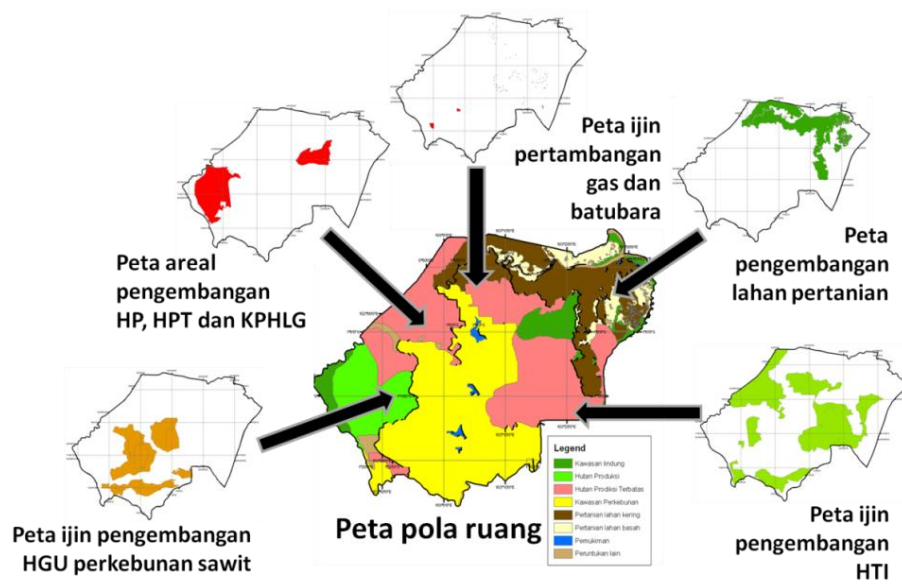 Peta ijin
pertambangan
gas dan
batubara
Peta areal
pengembangan
HP, HPT dan KPHLG
Peta
pengembangan
lahan pertanian
Peta ijin pengembangan
HGU perkebunan sawit
Peta pola ruang
Legend
Kawasan lindung
Hutan Produksi
Hutan Prodiksi Terbatas
Kawasan Perkebunan
Pertanian lahan kering
Pertanian lahan basah
Pemukiman
Peruntukan lain
Peta ijin
pengembangan
HTI